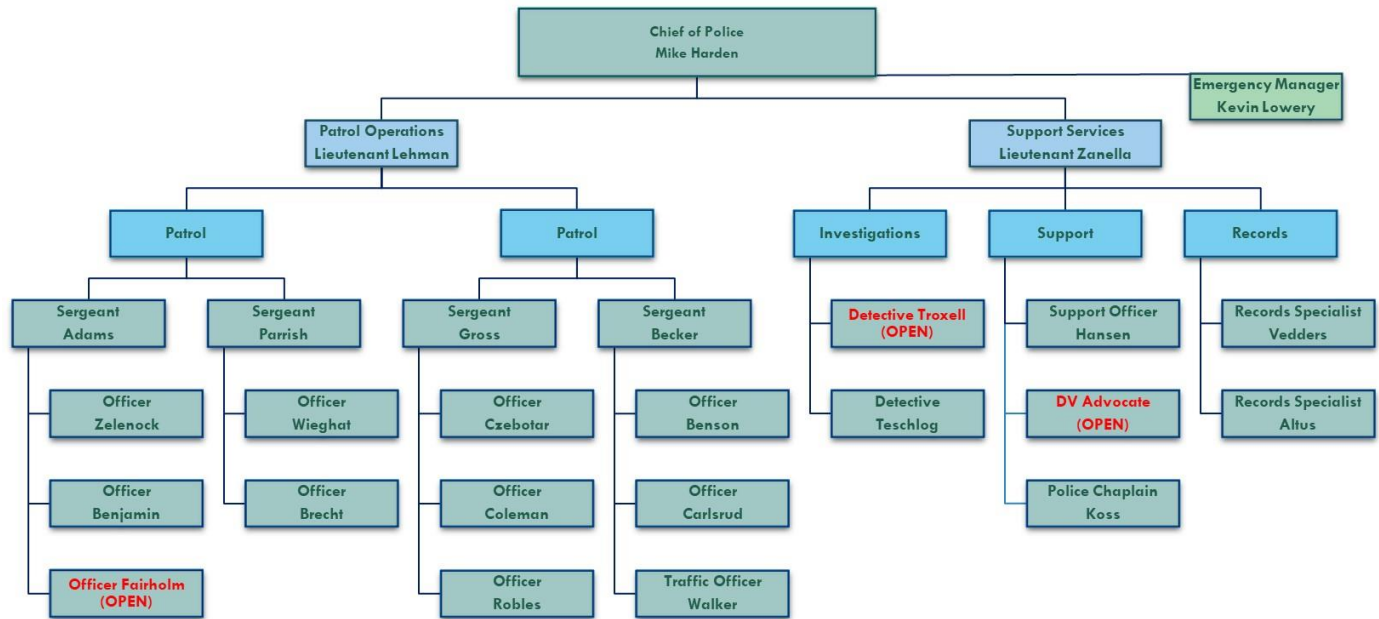 Chief of Police
Mike Harden
Emergency Manager
Kevin Lowery
Patrol Operations
Lieutenant Lehman
Support Services
Lieutenant Zanella
Patrol
Patrol
Investigations
Support
Records
Sergeant
Adams
Sergeant
Parrish
Sergeant
Gross
Sergeant
Becker
Detective Troxell
(OPEN)
Support Officer
Hansen
Records Specialist
Vedders
Officer
Zelenock
Officer
Wieghat
Officer
Czebotar
Officer
Benson
Detective
Teschlog
DV Advocate
(OPEN)
Records Specialist
Altus
Officer
Benjamin
Officer
Brecht
Officer
Coleman
Officer
Carlsrud
Police Chaplain
Koss
Officer Fairholm
(OPEN)
Officer
Robles
Traffic Officer
Walker